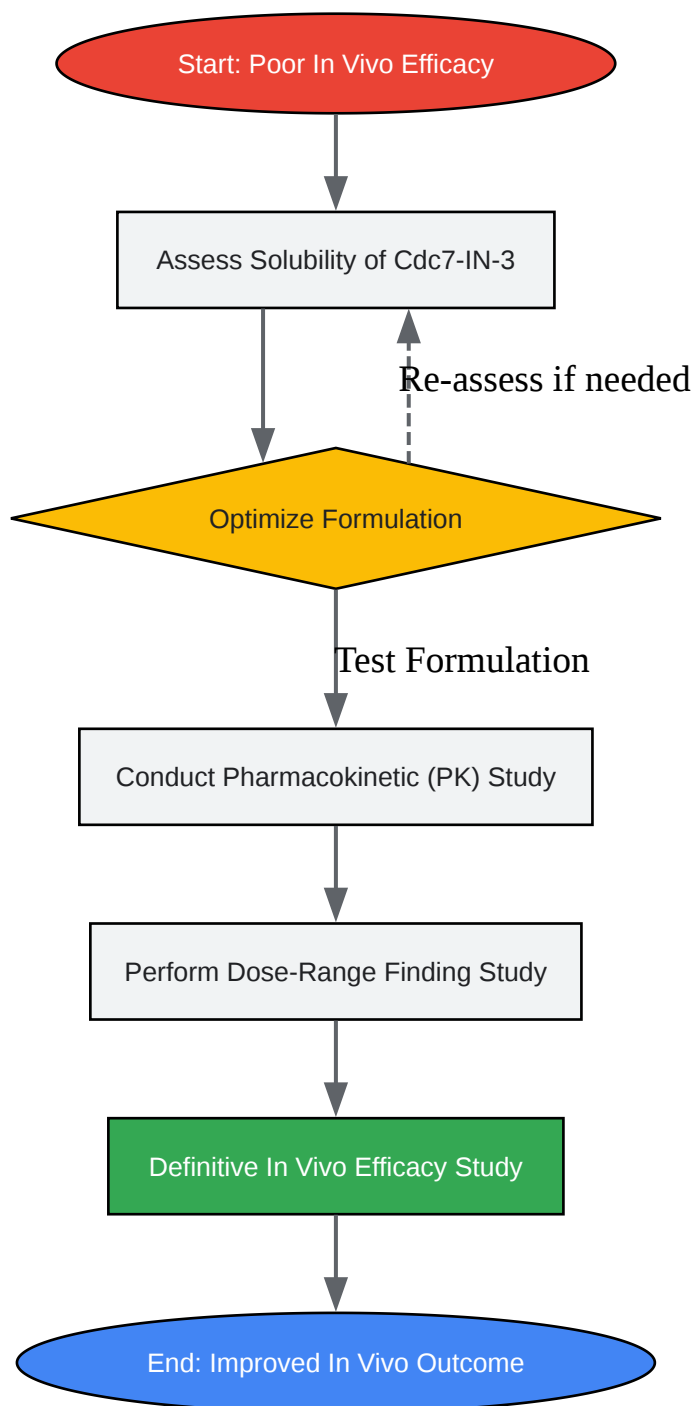 Start: Poor In Vivo Efficacy
Assess Solubility of Cdc7-IN-3
Re-assess if needed
Optimize Formulation
Test Formulation
Conduct Pharmacokinetic (PK) Study
Perform Dose-Range Finding Study
Definitive In Vivo Efficacy Study
End: Improved In Vivo Outcome